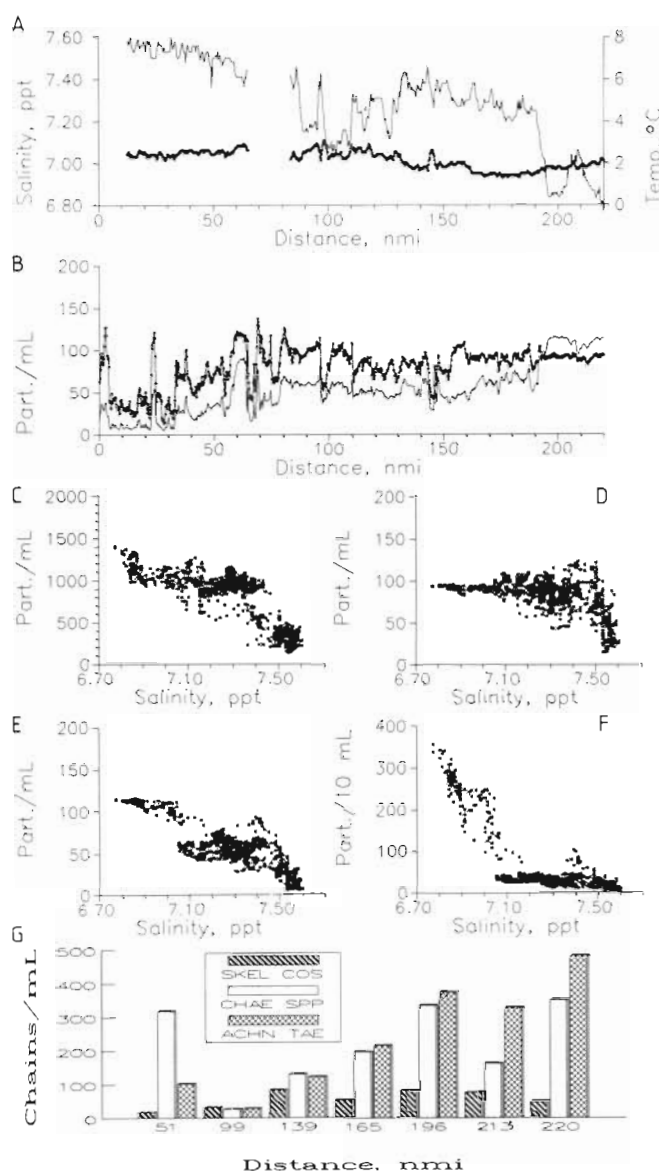 A
7.60
7.40
7.20
7.00
6.80
Salinity, ppt
8
6
4
2
0
Temp, °C
0 50 100 150 200
Distance, nmi
B
200
150
100
50
0
Part./mL
0 50 100 150 200
Distance, nmi
C
2000
1500
1000
500
0
Part./mL
6.70 7.10 7.50
Salinity, ppt
D
200
150
100
50
0
Part./mL
6.70 7.10 7.50
Salinity, ppt
E
200
150
100
50
0
Part./mL
6.70 7.10 7.50
Salinity, ppt
F
400
300
200
100
0
Part./10 mL
6.70 7.10 7.50
Salinity, ppt
G
500
400
300
200
100
0
Chains/mL
SKEL COS
CHAE SPP
ACHN TAE
51 99 139 165 196 213 220
Distance, nmi